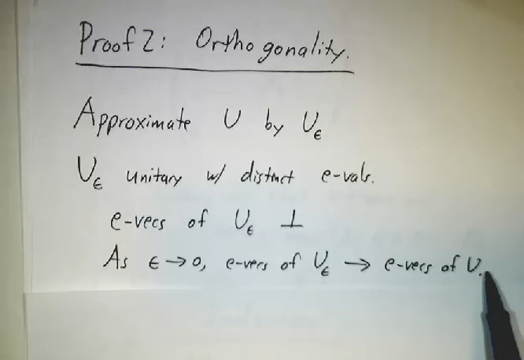 Proof 2: Orthogonality.
Approximate U by Uε
Uε unitary w/ distinct e-vals.
e-vecs of Uε ⊥
As ε→0, e-vecs of Uε → e-vecs of U.